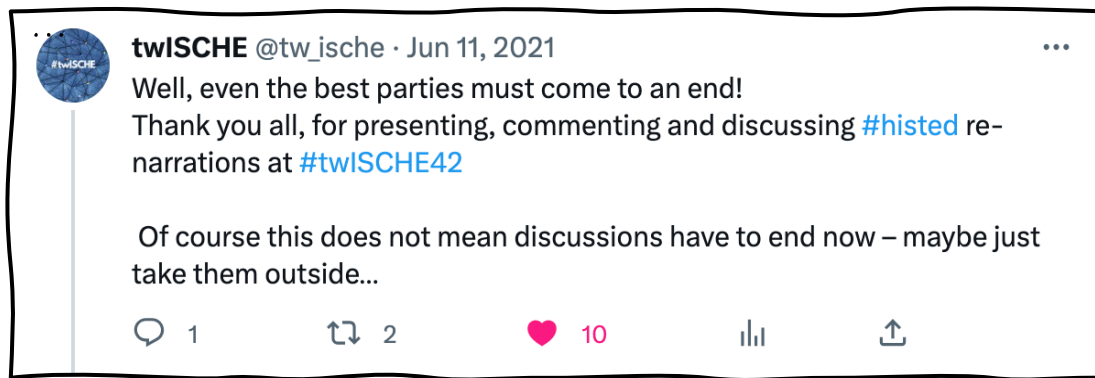 #twISCHE
twISCHE @tw_ische · Jun 11, 2021
Well, even the best parties must come to an end!
Thank you all, for presenting, commenting and discussing #histed re-
narrations at #twISCHE42
Of course this does not mean discussions have to end now – maybe just
take them outside...
1 2 10